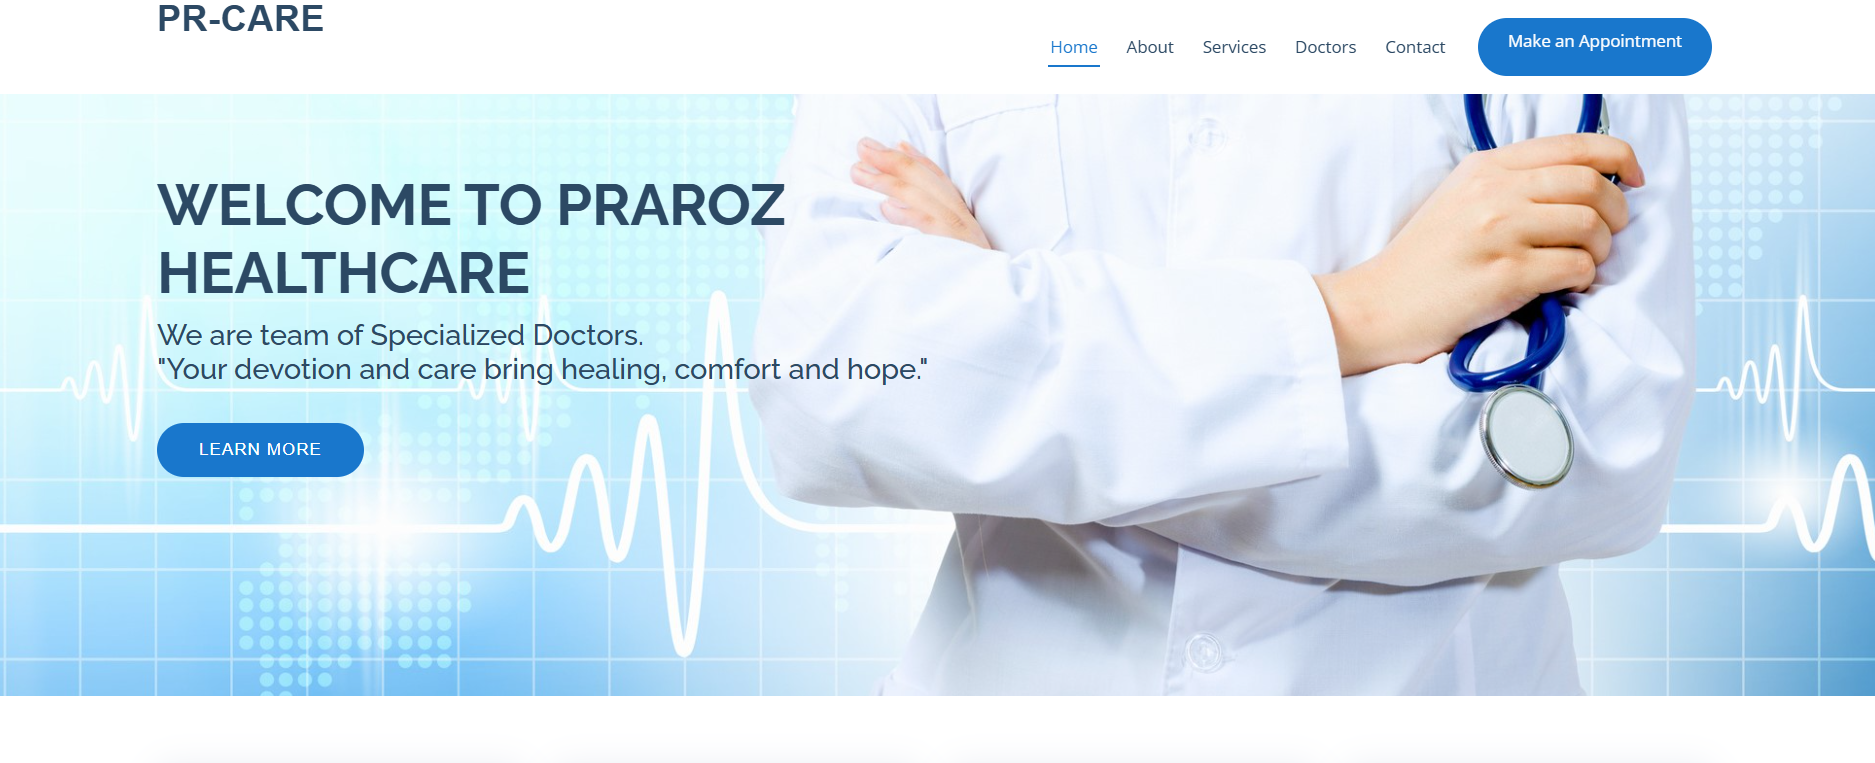 PR-CARE
Home About Services Doctors Contact Make an Appointment
WELCOME TO PRAROZ
HEALTHCARE
We are team of Specialized Doctors.
"Your devotion and care bring healing, comfort and hope."
LEARN MORE